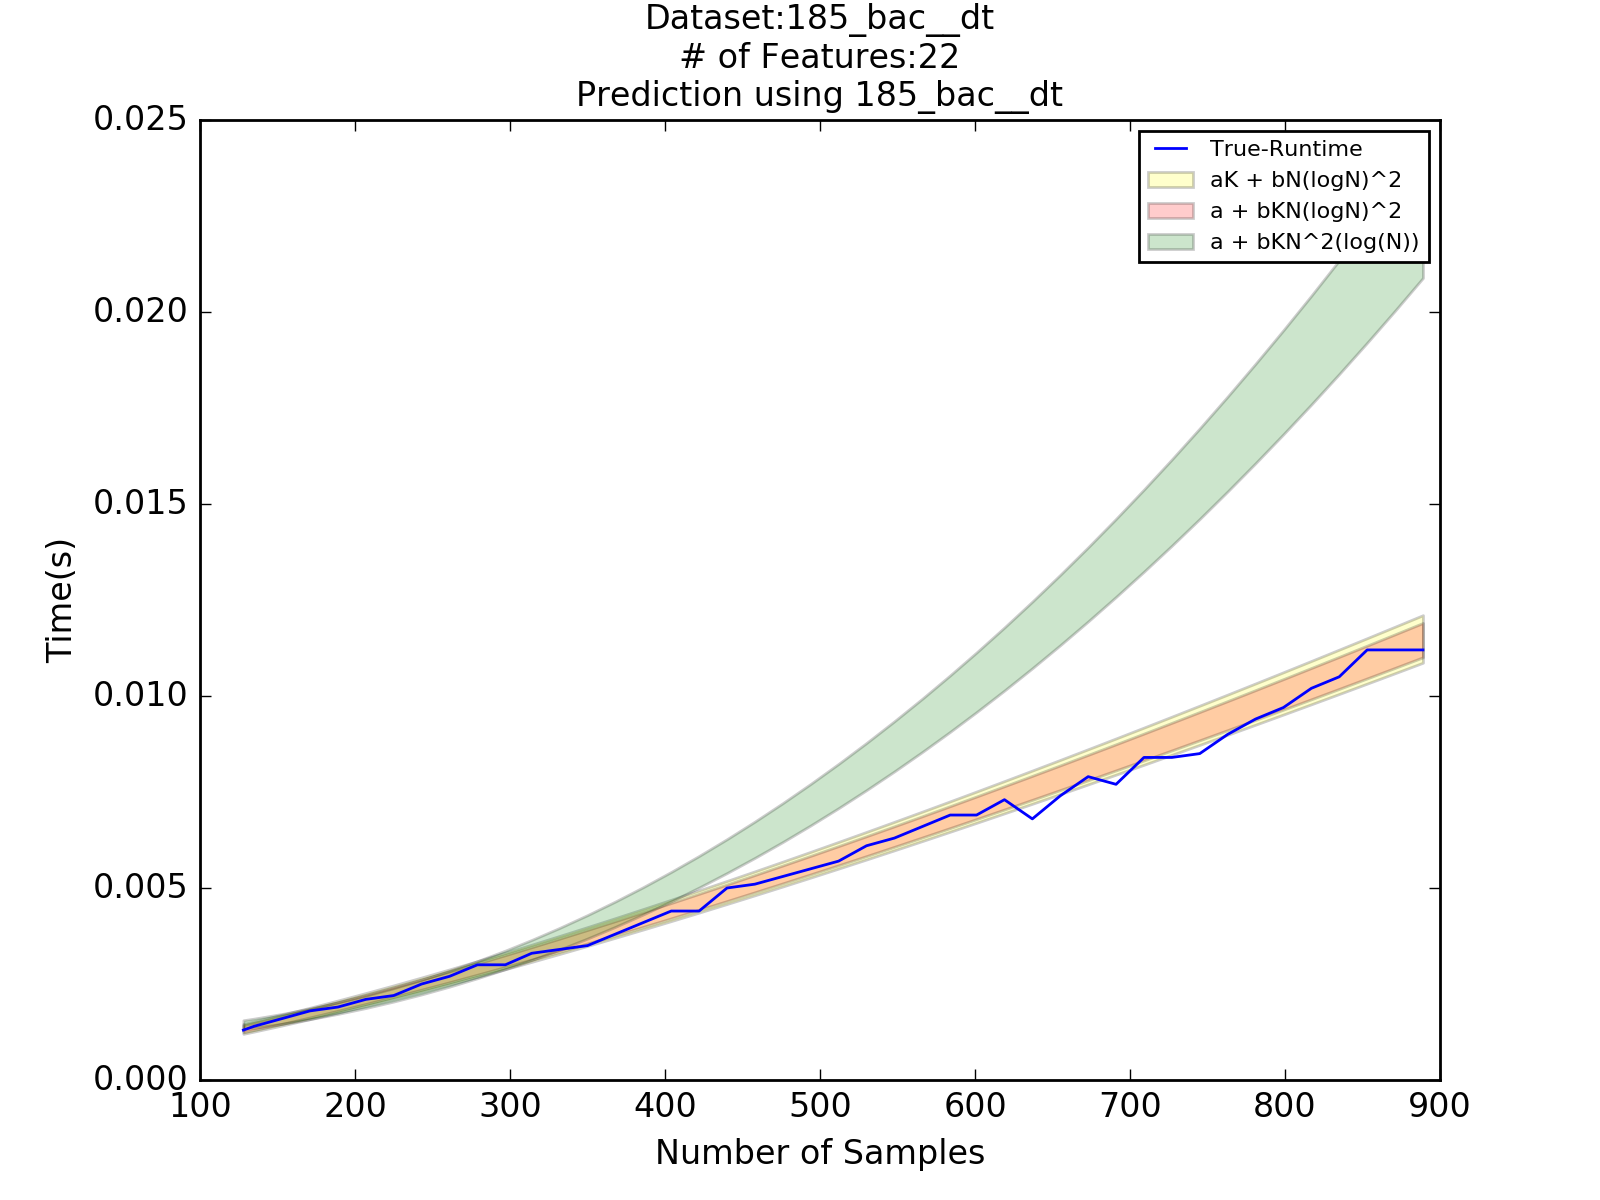 Dataset:185_bac__dt
# of Features:22
Prediction using 185_bac__dt
True-Runtime
aK + bN(logN)^2
a + bKN(logN)^2
a + bKN^2(log(N))
Time(s)
0.025
0.020
0.015
0.010
0.005
0.000
100 200 300 400 500 600 700 800 900
Number of Samples